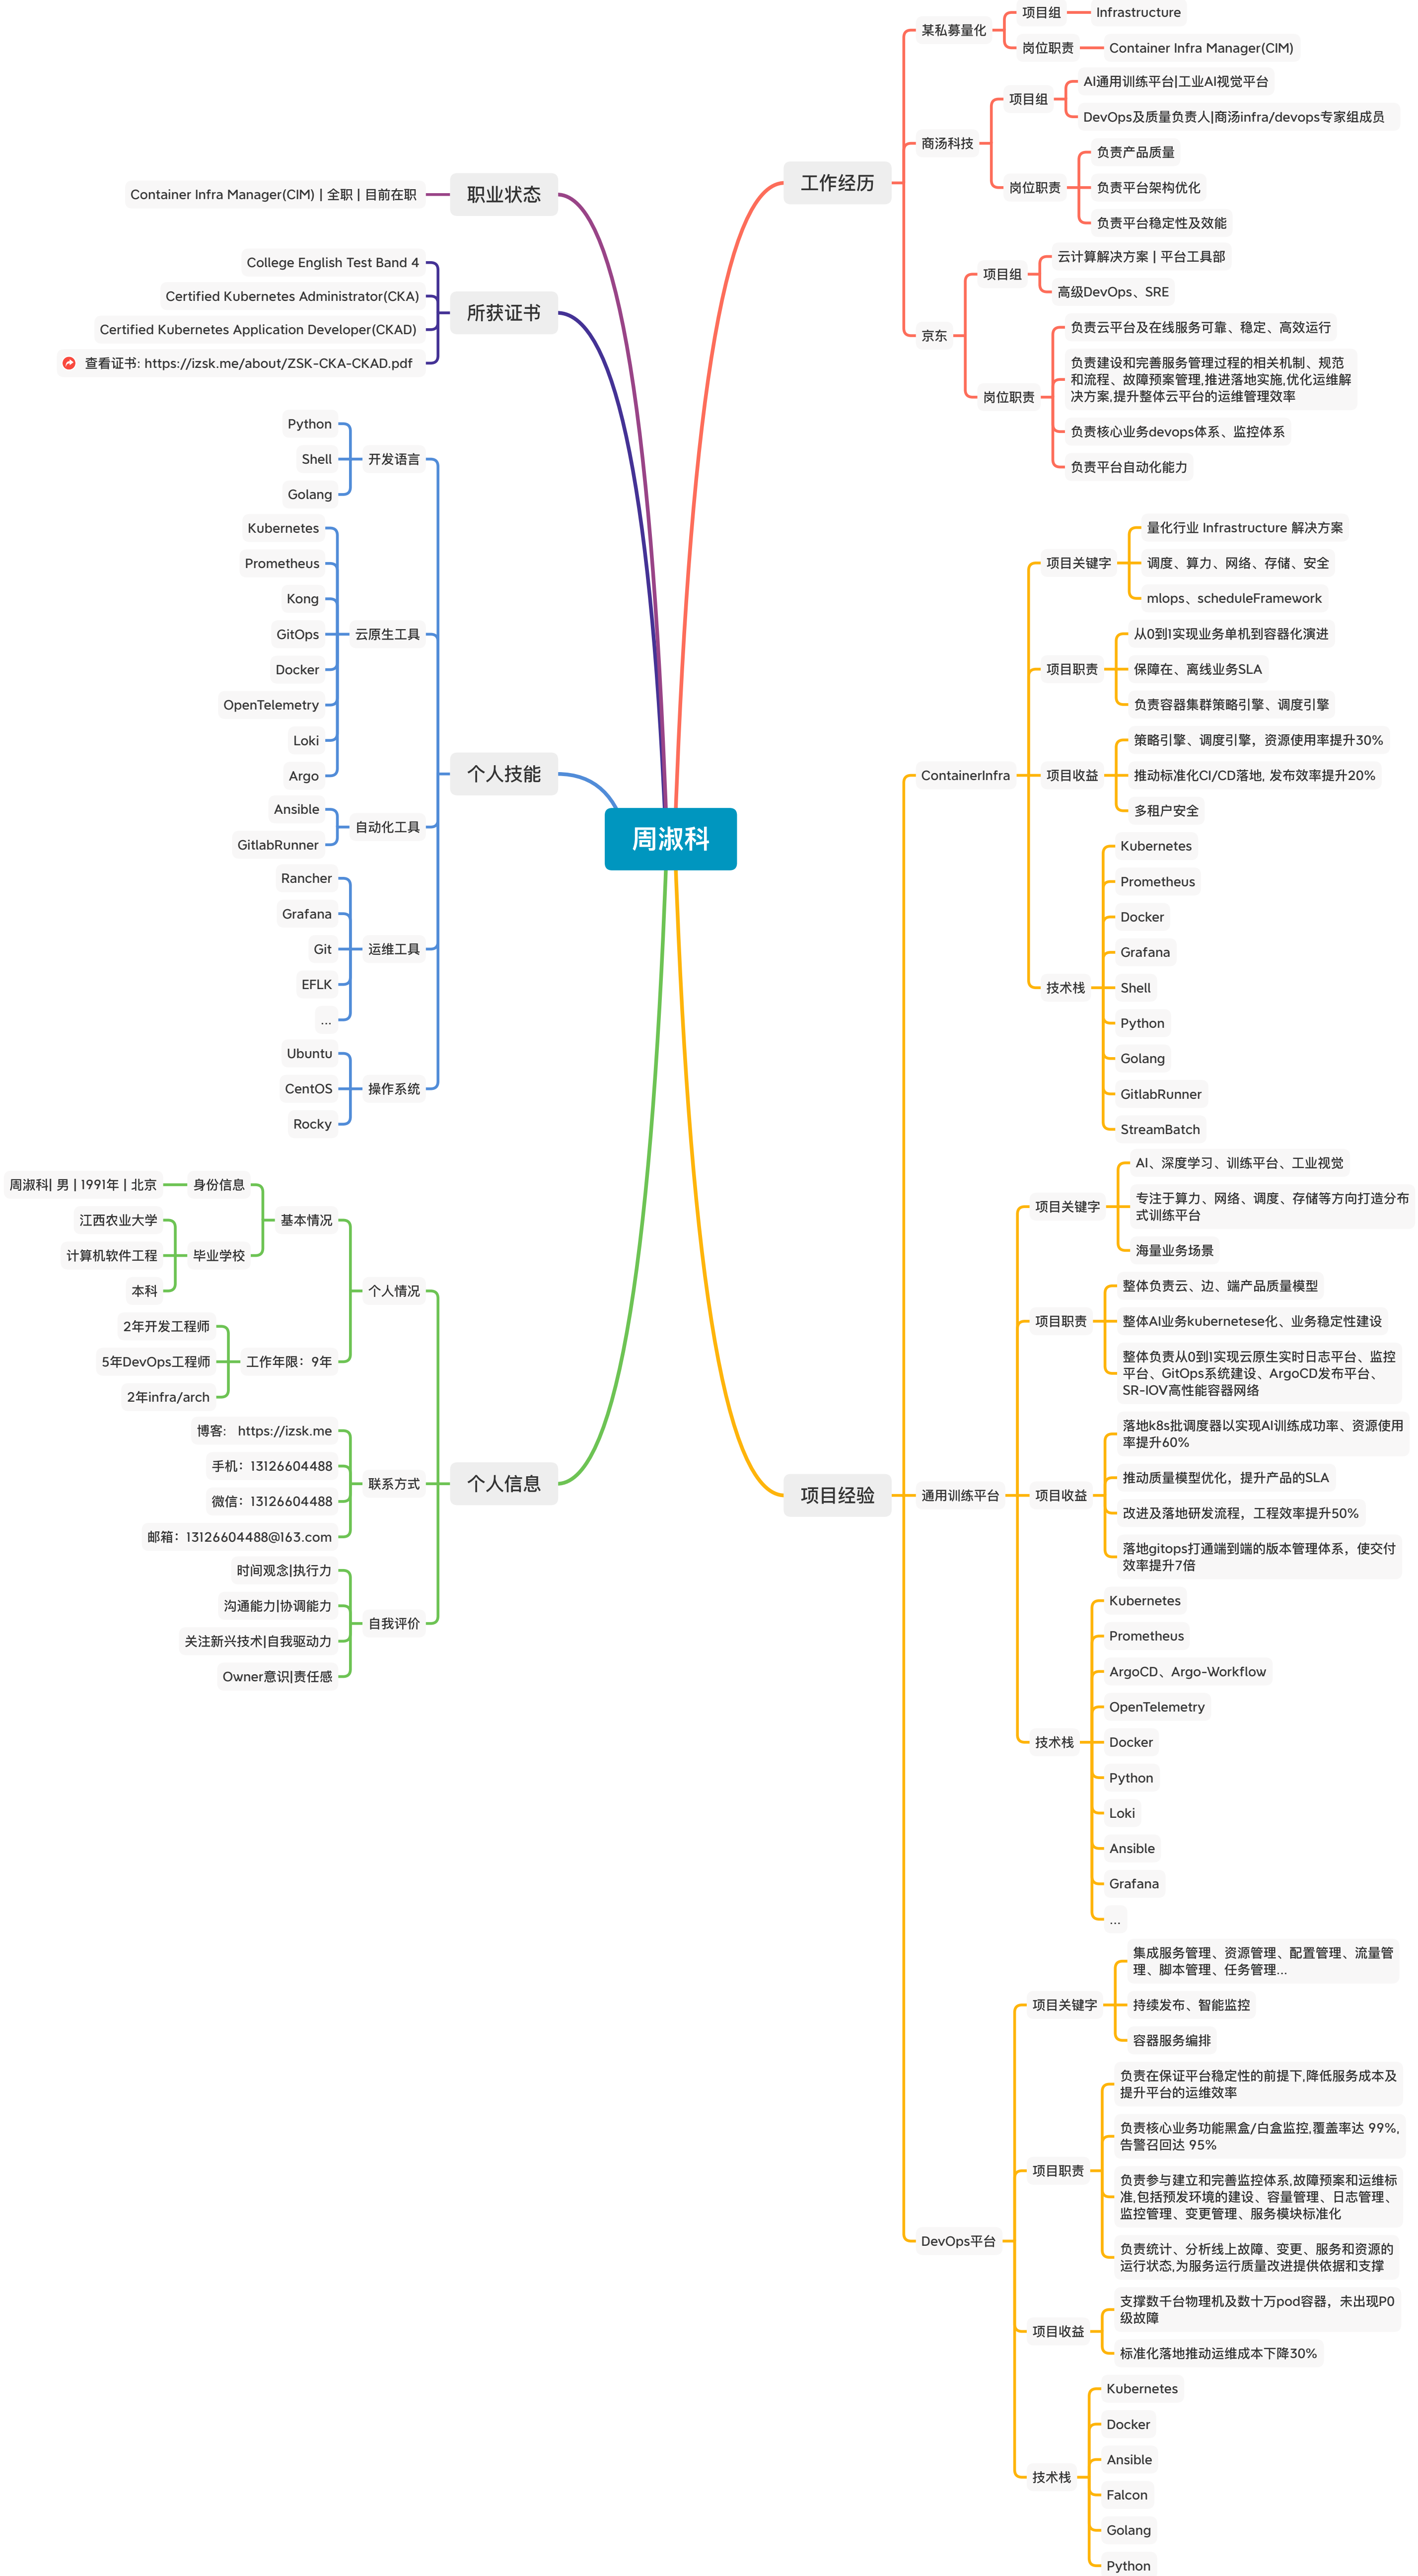 周淑科
工作经历
某私募量化
项目组
Infrastructure
岗位职责
Container Infra Manager(CIM)
商汤科技
项目组
AI通用训练平台|工业AI视觉平台
DevOps及质量负责人|商汤infra/devops专家组成员
岗位职责
负责产品质量
负责平台架构优化
负责平台稳定性及效能
京东
项目组
云计算解决方案 | 平台工具部
高级DevOps、SRE
岗位职责
负责云平台及在线服务可靠、稳定、高效运行
负责建设和完善服务管理过程的相关机制、规范
和流程、故障预案管理,推进落地实施,优化运维解
决方案,提升整体云平台的运维管理效率
负责核心业务devops体系、监控体系
负责平台自动化能力
项目经验
ContainerInfra
项目关键字
量化行业 Infrastructure 解决方案
调度、算力、网络、存储、安全
mlops、scheduleFramework
项目职责
从0到1实现业务单机到容器化演进
保障在、离线业务SLA
负责容器集群策略引擎、调度引擎
项目收益
策略引擎、调度引擎，资源使用率提升30%
推动标准化CI/CD落地, 发布效率提升20%
多租户安全
技术栈
Kubernetes
Prometheus
Docker
Grafana
Shell
Python
Golang
GitlabRunner
StreamBatch
通用训练平台
项目关键字
AI、深度学习、训练平台、工业视觉
专注于算力、网络、调度、存储等方向打造分布
式训练平台
海量业务场景
项目职责
整体负责云、边、端产品质量模型
整体AI业务kubernetese化、业务稳定性建设
整体负责从0到1实现云原生实时日志平台、监控
平台、GitOps系统建设、ArgoCD发布平台、
SR-IOV高性能容器网络
项目收益
落地k8s批调度器以实现AI训练成功率、资源使用
率提升60%
推动质量模型优化，提升产品的SLA
改进及落地研发流程，工程效率提升50%
落地gitops打通端到端的版本管理体系，使交付
效率提升7倍
技术栈
Kubernetes
Prometheus
ArgoCD、Argo-Workflow
OpenTelemetry
Docker
Python
Loki
Ansible
Grafana
...
DevOps平台
项目关键字
集成服务管理、资源管理、配置管理、流量管
理、脚本管理、任务管理...
持续发布、智能监控
容器服务编排
项目职责
负责在保证平台稳定性的前提下,降低服务成本及
提升平台的运维效率
负责核心业务功能黑盒/白盒监控,覆盖率达 99%,
告警召回达 95%
负责参与建立和完善监控体系,故障预案和运维标
准,包括预发环境的建设、容量管理、日志管理、
监控管理、变更管理、服务模块标准化
负责统计、分析线上故障、变更、服务和资源的
运行状态,为服务运行质量改进提供依据和支撑
项目收益
支撑数千台物理机及数十万pod容器，未出现P0
级故障
标准化落地推动运维成本下降30%
技术栈
Kubernetes
Docker
Ansible
Falcon
Golang
Python
职业状态
Container Infra Manager(CIM) | 全职 | 目前在职
所获证书
College English Test Band 4
Certified Kubernetes Administrator(CKA)
Certified Kubernetes Application Developer(CKAD)
查看证书: https://izsk.me/about/ZSK-CKA-CKAD.pdf
个人技能
开发语言
Python
Shell
Golang
云原生工具
Kubernetes
Prometheus
Kong
GitOps
Docker
OpenTelemetry
Loki
Argo
自动化工具
Ansible
GitlabRunner
运维工具
Rancher
Grafana
Git
EFLK
...
操作系统
Ubuntu
CentOS
Rocky
个人信息
个人情况
基本情况
身份信息
周淑科| 男 | 1991年 | 北京
毕业学校
江西农业大学
计算机软件工程
本科
工作年限：9年
2年开发工程师
5年DevOps工程师
2年infra/arch
联系方式
博客： https://izsk.me
手机：13126604488
微信：13126604488
邮箱：13126604488@163.com
自我评价
时间观念|执行力
沟通能力|协调能力
关注新兴技术|自我驱动力
Owner意识|责任感